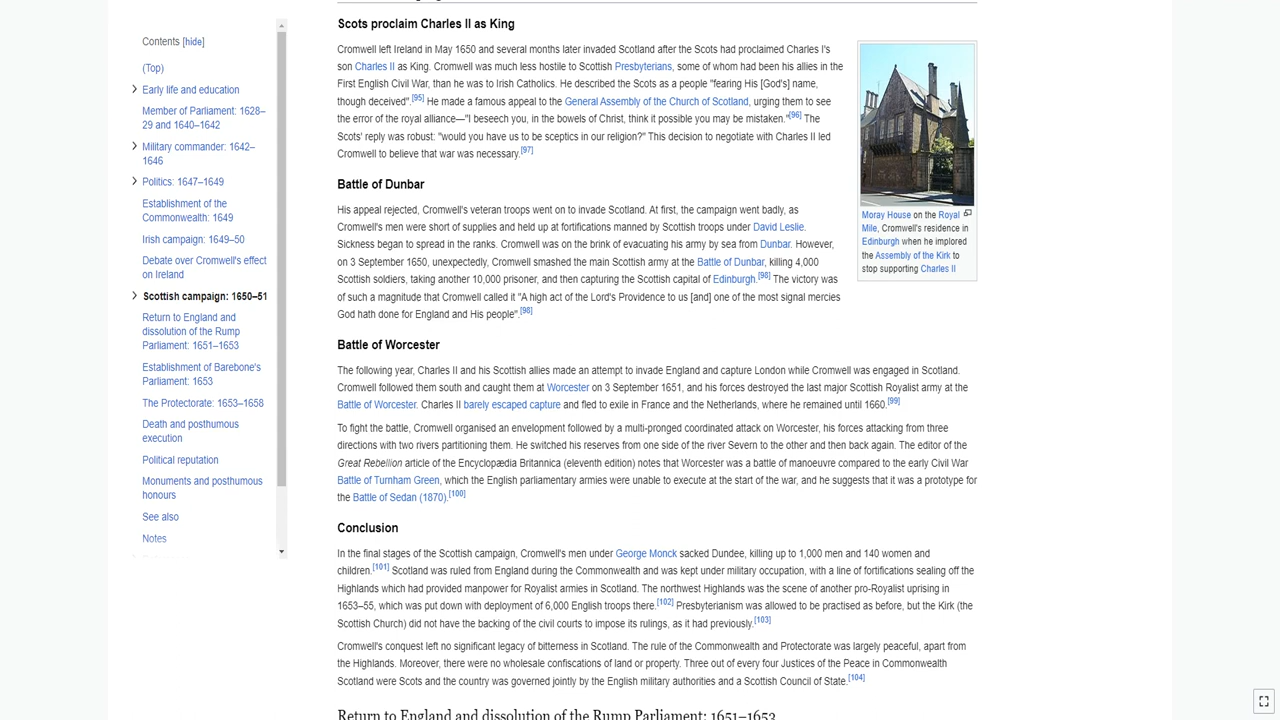 Contents [hide]
(Top)
Early life and education
Member of Parliament: 1628–
29 and 1640–1642
Military commander: 1642–
1646
Politics: 1647–1649
Establishment of the
Commonwealth: 1649
Irish campaign: 1649–50
Debate over Cromwell's effect
on Ireland
Scottish campaign: 1650–51
Return to England and
dissolution of the Rump
Parliament: 1651–1653
Establishment of Barebone's
Parliament: 1653
The Protectorate: 1653–1658
Death and posthumous
execution
Political reputation
Monuments and posthumous
honours
See also
Notes
Scots proclaim Charles II as King
Cromwell left Ireland in May 1650 and several months later invaded Scotland after the Scots had proclaimed Charles I's
son Charles II as King. Cromwell was much less hostile to Scottish Presbyterians, some of whom had been his allies in the
First English Civil War, than he was to Irish Catholics. He described the Scots as a people "fearing His [God's] name,
though deceived".[95] He made a famous appeal to the General Assembly of the Church of Scotland, urging them to see
the error of the royal alliance—"I beseech you, in the bowels of Christ, think it possible you may be mistaken."[96] The
Scots' reply was robust: "would you have us to be sceptics in our religion?" This decision to negotiate with Charles II led
Cromwell to believe that war was necessary.[97]
Moray House on the Royal
Mile, Cromwell's residence in
Edinburgh when he implored
the Assembly of the Kirk to
stop supporting Charles II
Battle of Dunbar
His appeal rejected, Cromwell's veteran troops went on to invade Scotland. At first, the campaign went badly, as
Cromwell's men were short of supplies and held up at fortifications manned by Scottish troops under David Leslie.
Sickness began to spread in the ranks. Cromwell was on the brink of evacuating his army by sea from Dunbar. However,
on 3 September 1650, unexpectedly, Cromwell smashed the main Scottish army at the Battle of Dunbar, killing 4,000
Scottish soldiers, taking another 10,000 prisoner, and then capturing the Scottish capital of Edinburgh.[98] The victory was
of such a magnitude that Cromwell called it "A high act of the Lord's Providence to us [and] one of the most signal mercies
God hath done for England and His people".[98]
Battle of Worcester
The following year, Charles II and his Scottish allies made an attempt to invade England and capture London while Cromwell was engaged in Scotland.
Cromwell followed them south and caught them at Worcester on 3 September 1651, and his forces destroyed the last major Scottish Royalist army at the
Battle of Worcester. Charles II barely escaped capture and fled to exile in France and the Netherlands, where he remained until 1660.[99]
To fight the battle, Cromwell organised an envelopment followed by a multi-pronged coordinated attack on Worcester, his forces attacking from three
directions with two rivers partitioning them. He switched his reserves from one side of the river Severn to the other and then back again. The editor of the
Great Rebellion article of the Encyclopædia Britannica (eleventh edition) notes that Worcester was a battle of manoeuvre compared to the early Civil War
Battle of Turnham Green, which the English parliamentary armies were unable to execute at the start of the war, and he suggests that it was a prototype for
the Battle of Sedan (1870).[100]
Conclusion
In the final stages of the Scottish campaign, Cromwell's men under George Monck sacked Dundee, killing up to 1,000 men and 140 women and
children.[101] Scotland was ruled from England during the Commonwealth and was kept under military occupation, with a line of fortifications sealing off the
Highlands which had provided manpower for Royalist armies in Scotland. The northwest Highlands was the scene of another pro-Royalist uprising in
1653–55, which was put down with deployment of 6,000 English troops there.[102] Presbyterianism was allowed to be practised as before, but the Kirk (the
Scottish Church) did not have the backing of the civil courts to impose its rulings, as it had previously.[103]
Cromwell's conquest left no significant legacy of bitterness in Scotland. The rule of the Commonwealth and Protectorate was largely peaceful, apart from
the Highlands. Moreover, there were no wholesale confiscations of land or property. Three out of every four Justices of the Peace in Commonwealth
Scotland were Scots and the country was governed jointly by the English military authorities and a Scottish Council of State.[104]
Return to England and dissolution of the Rump Parliament: 1651–1653